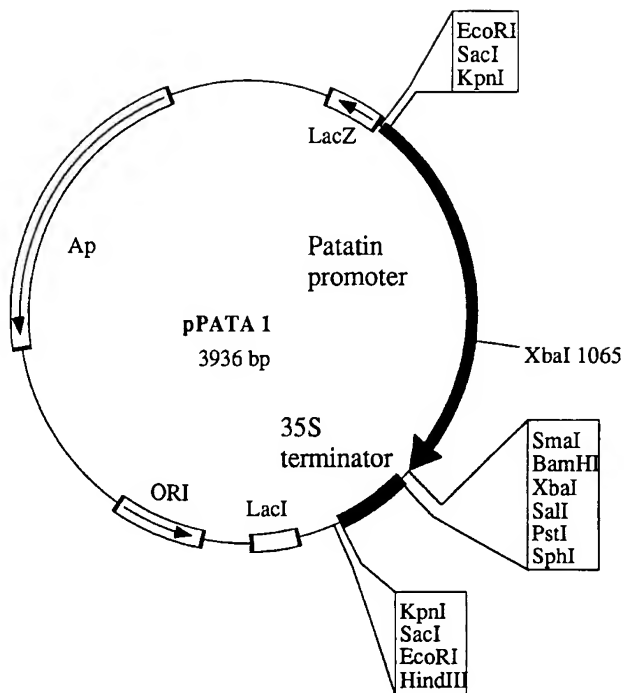 EcoRI
SacI
KpnI
LacZ
Ap
Patatin
promoter
pPATA 1
3936 bp
XbaI 1065
35S
terminator
SmaI
BamHI
XbaI
SalI
PstI
SphI
ORI
LacI
KpnI
SacI
EcoRI
HindIII